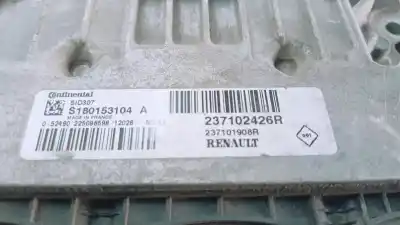 Continental
SID307
S180153104 A
MADE IN FRANCE
237102426R
237101908R
RENAULT